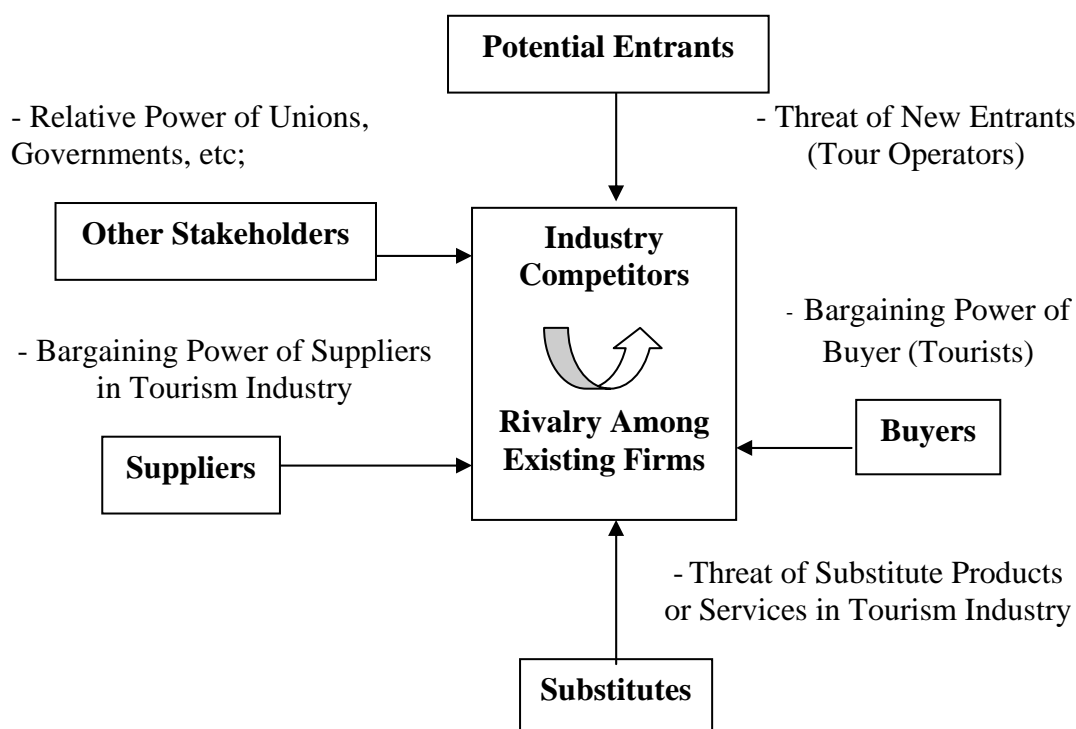 Potential Entrants
- Relative Power of Unions,
Governments, etc;
- Threat of New Entrants
(Tour Operators)
Other Stakeholders
Industry
Competitors
- Bargaining Power of
Buyer (Tourists)
- Bargaining Power of Suppliers
in Tourism Industry
Rivalry Among
Existing Firms
Buyers
Suppliers
- Threat of Substitute Products
or Services in Tourism Industry
Substitutes